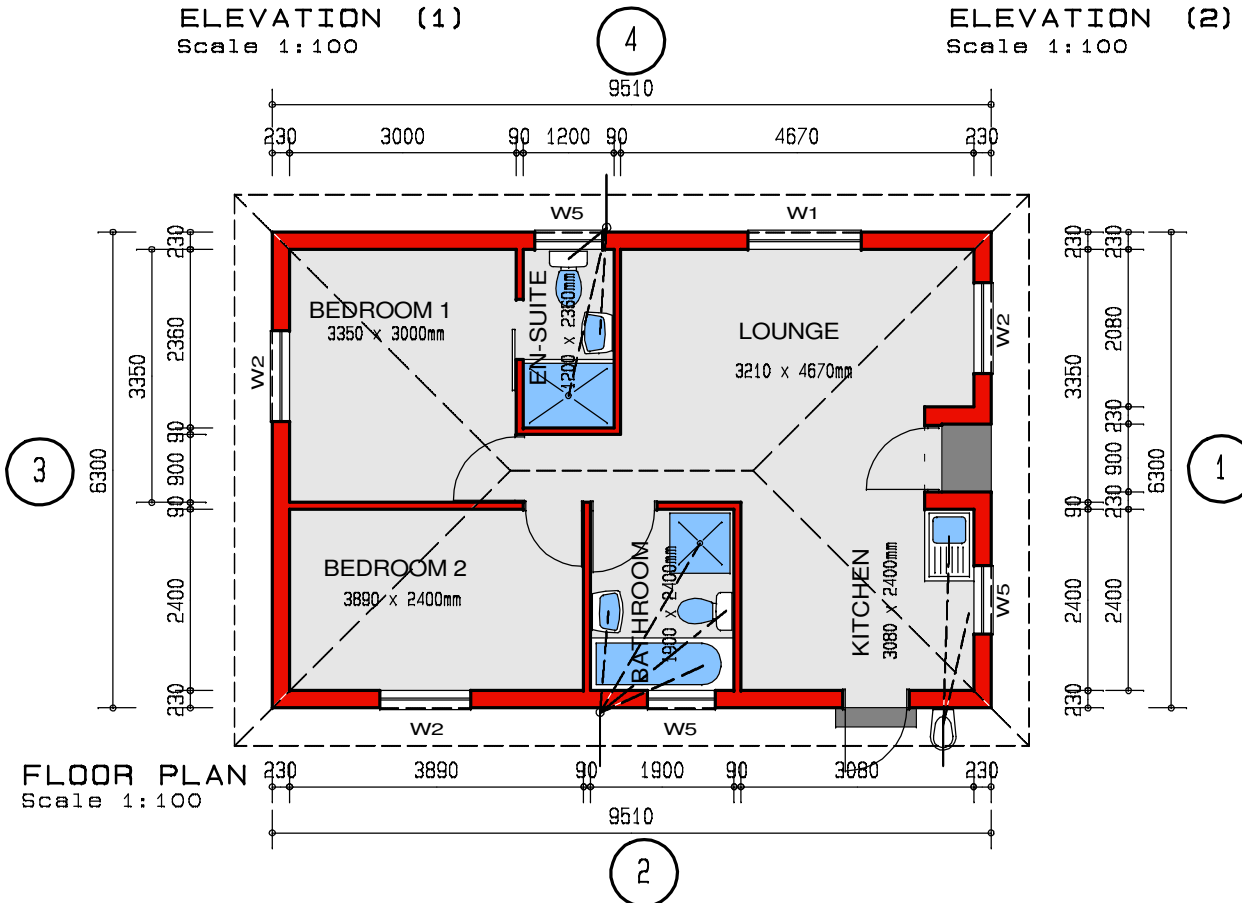 ELEVATION (1)
Scale 1:100
ELEVATION (2)
Scale 1:100
4
9510
230 3000 90 1200 90 4670 230
W5
W1
230
2360
90
900
90
2400
230
3350
6300
3
W2
BEDROOM 1
3350 x 3000mm
EN-SUITE
1200 x 2360mm
LOUNGE
3210 x 4670mm
W2
230
3350
90
2400
230
230
2080
230
900
230
2400
6300
1
BEDROOM 2
3890 x 2400mm
BATHROOM
1900 x 2400mm
KITCHEN
3080 x 2400mm
W5
W2
W5
FLOOR PLAN
Scale 1:100
230 3890 90 1900 90 3080 230
9510
2